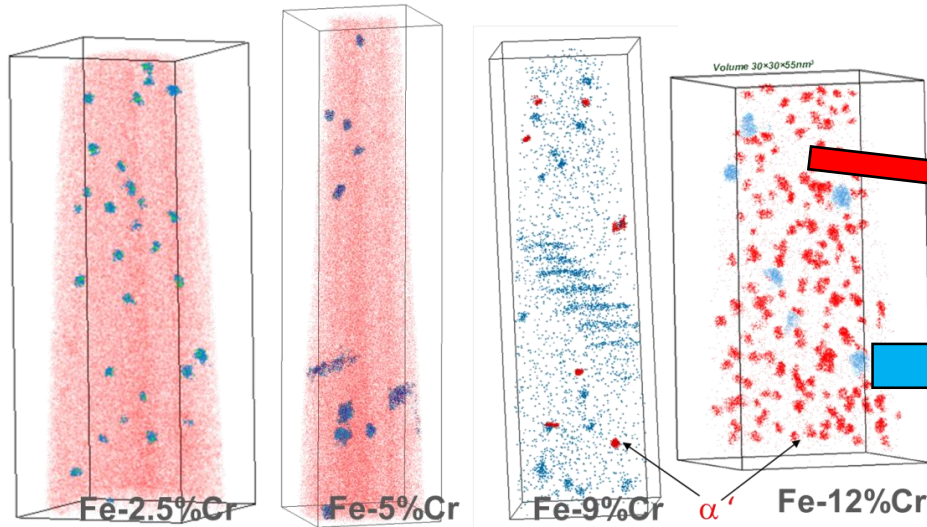 Volume 30×30×55nm³
Fe-2.5%Cr
Fe-5%Cr
Fe-9%Cr
α‘
Fe-12%Cr